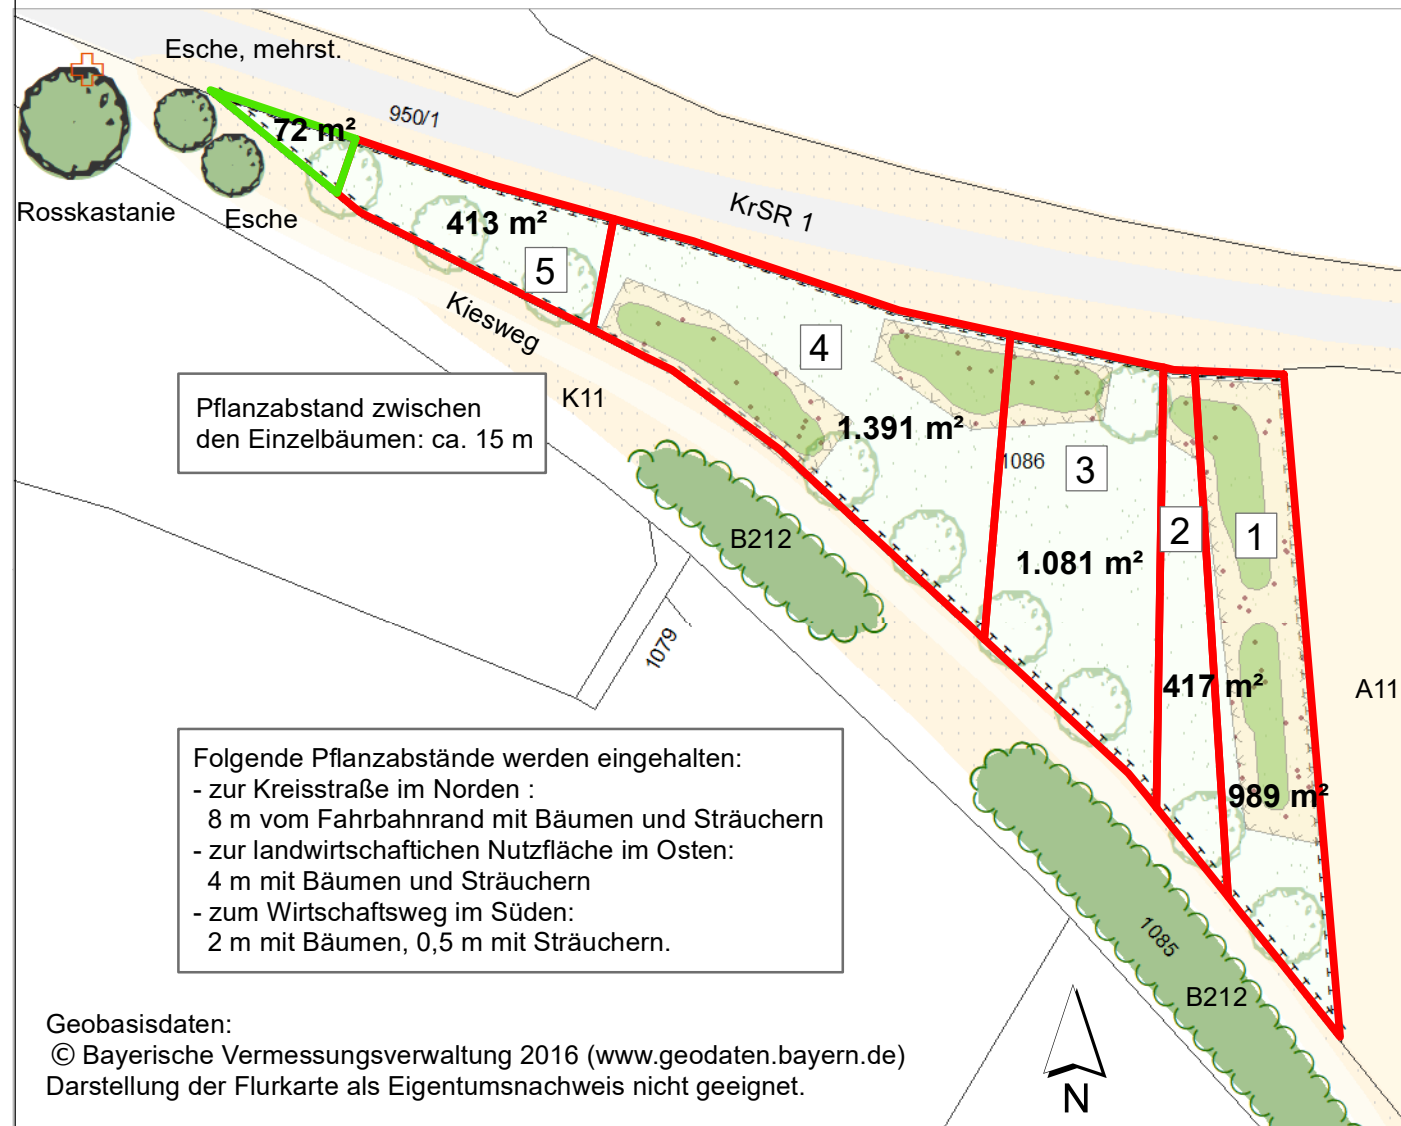 Esche, mehrst.
950/1
72 m²
Rosskastanie
Esche
413 m²
KrSR 1
5
Kiesweg
4
K11
Pflanzabstand zwischen
den Einzelbäumen: ca. 15 m
1.391 m²
1086
3
B212
2
1
1.081 m²
1079
417 m²
A11
989 m²
Folgende Pflanzabstände werden eingehalten:
- zur Kreisstraße im Norden :
8 m vom Fahrbahnrand mit Bäumen und Sträuchern
- zur landwirtschaftichen Nutzfläche im Osten:
4 m mit Bäumen und Sträuchern
- zum Wirtschaftsweg im Süden:
2 m mit Bäumen, 0,5 m mit Sträuchern.
1085
B212
Geobasisdaten:
© Bayerische Vermessungsverwaltung 2016 (www.geodaten.bayern.de)
Darstellung der Flurkarte als Eigentumsnachweis nicht geeignet.
N